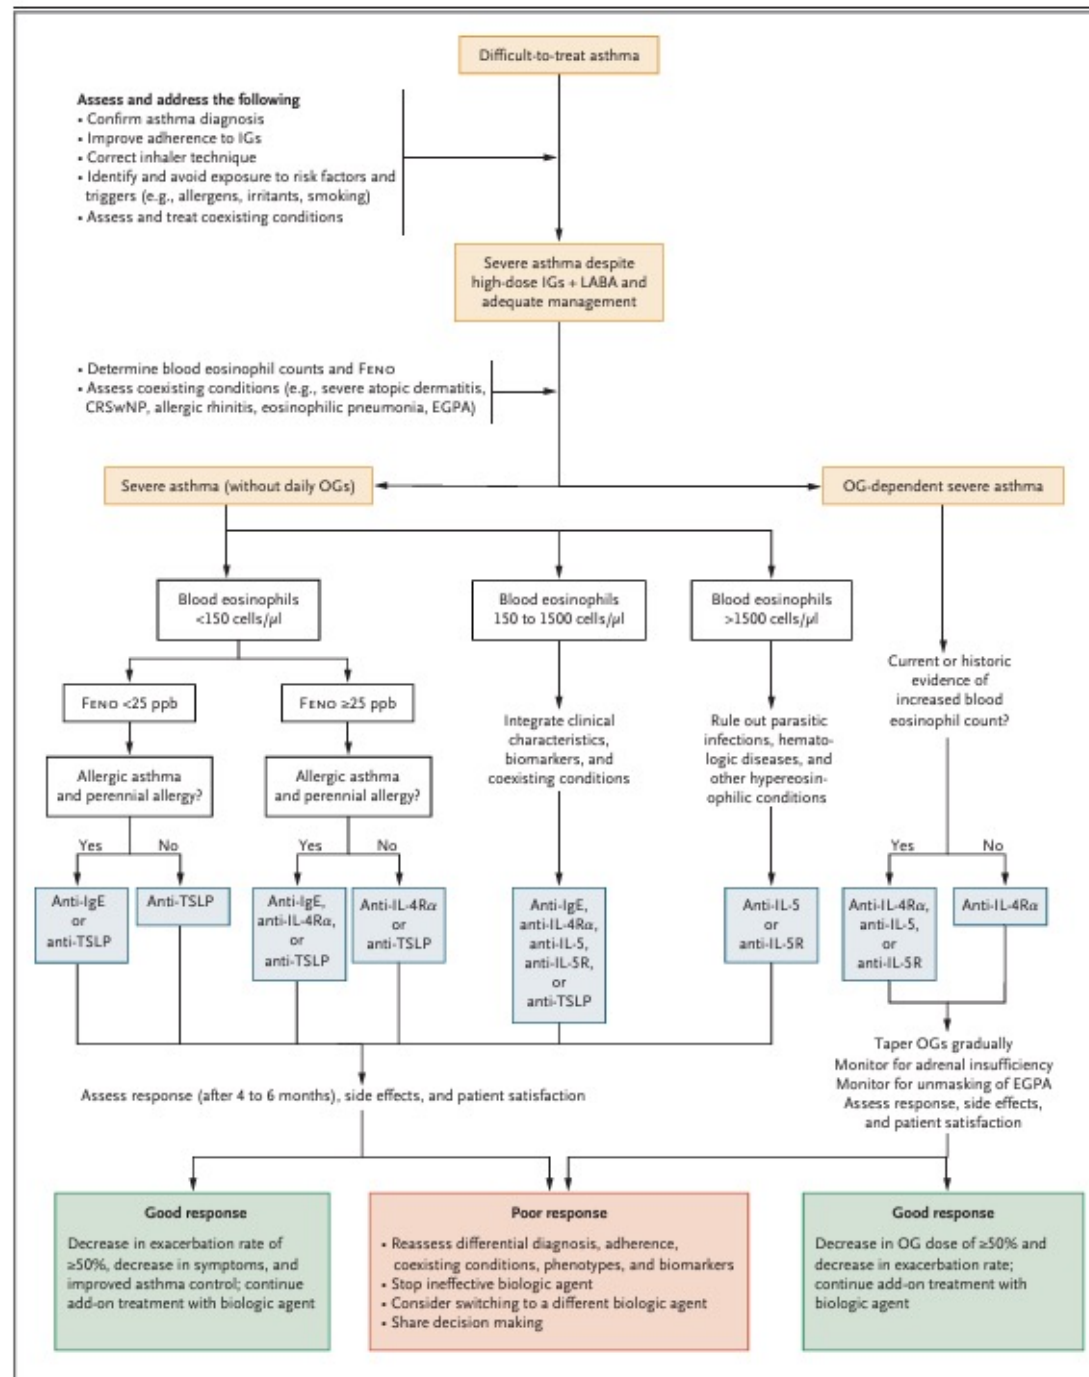 Difficult-to-treat asthma
Assess and address the following
• Confirm asthma diagnosis
• Improve adherence to IGs
• Correct inhaler technique
• Identify and avoid exposure to risk factors and
triggers (e.g., allergens, irritants, smoking)
• Assess and treat coexisting conditions
Severe asthma despite
high-dose IGs + LABA and
adequate management
• Determine blood eosinophil counts and FENO
• Assess coexisting conditions (e.g., severe atopic dermatitis,
CRSwNP, allergic rhinitis, eosinophilic pneumonia, EGPA)
Severe asthma (without daily OGs)
OG-dependent severe asthma
Blood eosinophils
<150 cells/µl
Blood eosinophils
150 to 1500 cells/µl
Blood eosinophils
>1500 cells/µl
Current or historic
evidence of
increased blood
eosinophil count?
FENO <25 ppb
FENO ≥25 ppb
Integrate clinical
characteristics,
biomarkers, and
coexisting conditions
Rule out parasitic
infections, hemato-
logic diseases, and
other hypereosin-
ophilic conditions
Allergic asthma
and perennial allergy?
Allergic asthma
and perennial allergy?
Yes
No
Yes
No
Yes
No
Anti-IgE
or
anti-TSLP
Anti-TSLP
Anti-IgE,
anti-IL-4Rα,
or
anti-TSLP
Anti-IL-4Rα
or
anti-TSLP
Anti-IgE,
anti-IL-4Rα,
anti-IL-5,
anti-IL-5R,
or
anti-TSLP
Anti-IL-5
or
anti-IL-5R
Anti-IL-4Rα,
anti-IL-5,
or
anti-IL-5R
Anti-IL-4Rα
Taper OGs gradually
Monitor for adrenal insufficiency
Monitor for unmasking of EGPA
Assess response, side effects,
and patient satisfaction
Assess response (after 4 to 6 months), side effects, and patient satisfaction
Good response
Decrease in exacerbation rate of
≥50%, decrease in symptoms, and
improved asthma control; continue
add-on treatment with biologic agent
Poor response
• Reassess differential diagnosis, adherence,
coexisting conditions, phenotypes, and biomarkers
• Stop ineffective biologic agent
• Consider switching to a different biologic agent
• Share decision making
Good response
Decrease in OG dose of ≥50% and
decrease in exacerbation rate;
continue add-on treatment with
biologic agent